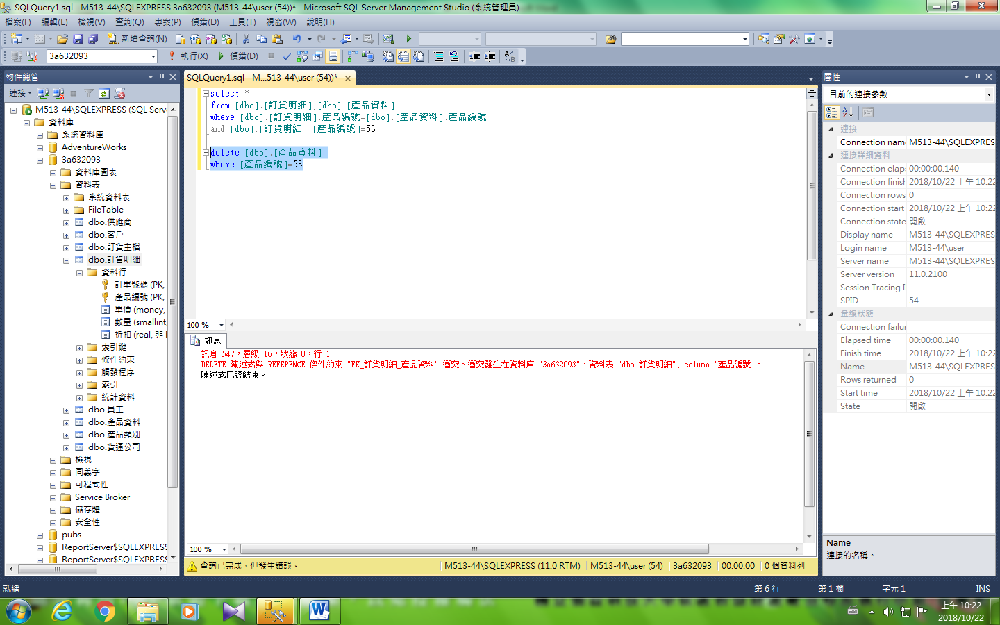 SQLQuery1.sql - M513-44\SQLEXPRESS.3a632093 (M513-44\user (54))* - Microsoft SQL Server Management Studio (系統管理員)
檔案(F) 編輯(E) 檢視(V) 查詢(Q) 專案(P) 偵錯(D) 工具(T) 視窗(W) 說明(H)
新增查詢(N)
3a632093 執行(X) 偵錯(D)
物件總管
連接
M513-44\SQLEXPRESS (SQL Serv
資料庫
系統資料庫
AdventureWorks
3a632093
資料庫圖表
資料表
系統資料表
FileTable
dbo.供應商
dbo.客戶
dbo.訂貨主檔
dbo.訂貨明細
資料行
訂單號碼 (PK,
產品編號 (PK,
單價 (money,
數量 (smallint,
折扣 (real, 非
索引鍵
條件約束
觸發程序
索引
統計資料
dbo.員工
dbo.產品資料
dbo.產品類別
dbo.貨運公司
檢視
同義字
可程式性
Service Broker
儲存體
安全性
pubs
ReportServer$SQLEXPRESS
ReportServer$SQLEXPRESS
SQLQuery1.sql - M...513-44\user (54))*
select *
from [dbo].[訂貨明細],[dbo].[產品資料]
where [dbo].[訂貨明細].產品編號=[dbo].[產品資料].產品編號
and [dbo].[訂貨明細].[產品編號]=53
delete [dbo].[產品資料]
where [產品編號]=53
100 %
訊息
訊息 547，層級 16，狀態 0，行 1
DELETE 陳述式與 REFERENCE 條件約束 "FK_訂貨明細_產品資料" 衝突。衝突發生在資料庫 "3a632093"，資料表 "dbo.訂貨明細", column '產品編號'。
陳述式已經結束。
100 %
查詢已完成，但發生錯誤。 M513-44\SQLEXPRESS (11.0 RTM) M513-44\user (54) 3a632093 00:00:00 0 個資料列
屬性
目前的連接參數
連接
Connection nam M513-44\SQLEXPRES
連接詳細資料
Connection elap 00:00:00.140
Connection finish 2018/10/22 上午 10:22
Connection rows 0
Connection start 2018/10/22 上午 10:22
Connection state 開啟
Display name M513-44\SQLEXPRES
Login name M513-44\user
Server name M513-44\SQLEXPRES
Server version 11.0.2100
Session Tracing I
SPID 54
彙總狀態
Connection failur
Elapsed time 00:00:00.140
Finish time 2018/10/22 上午 10:22
Name M513-44\SQLEXPRES
Rows returned 0
Start time 2018/10/22 上午 10:22
State 開啟
Name
連接的名稱。
就緒 第 6 行 第 1 欄 字元 1 INS
上午 10:22
2018/10/22